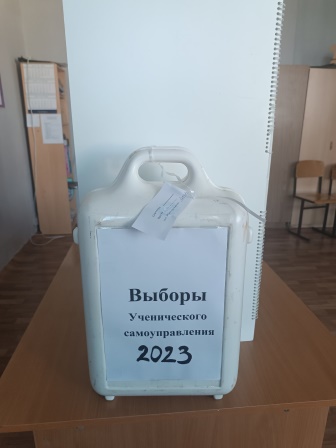 Выборы
Ученического
самоуправления
2023